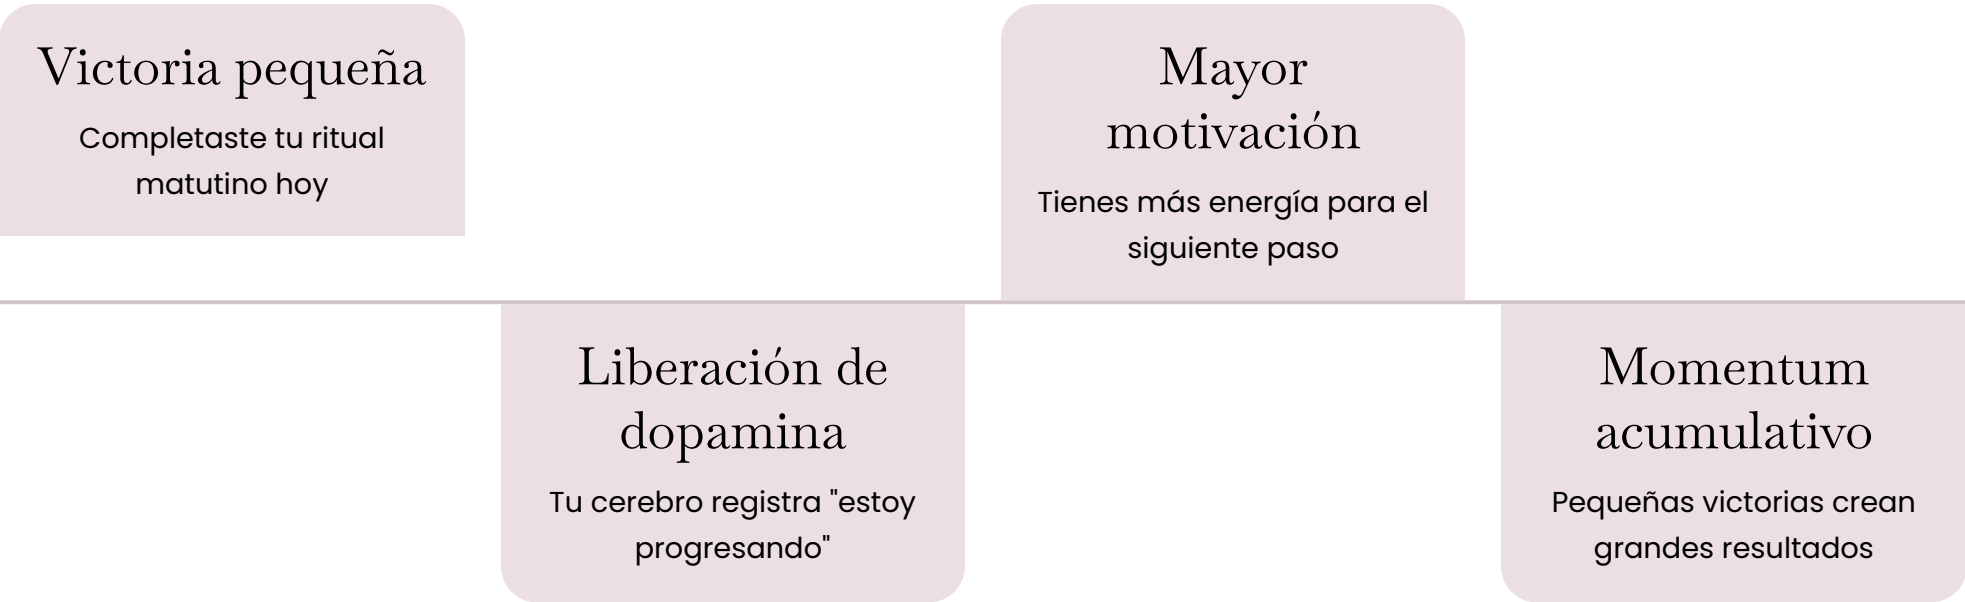 Victoria pequeña
Completaste tu ritual
matutino hoy
Liberación de
dopamina
Tu cerebro registra "estoy
progresando"
Mayor
motivación
Tienes más energía para el
siguiente paso
Momentum
acumulativo
Pequeñas victorias crean
grandes resultados